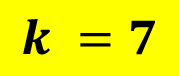 k = 7